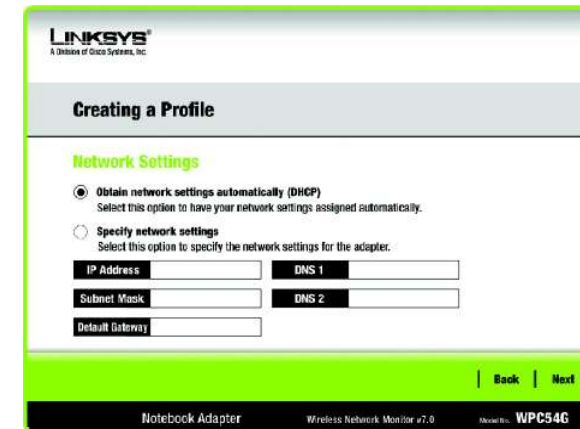 LINKSYS®
A Division of Cisco Systems, Inc.
Creating a Profile
Network Settings
Obtain network settings automatically (DHCP)
Select this option to have your network settings assigned automatically.
Specify network settings
Select this option to specify the network settings for the adapter.
IP Address
DNS 1
Subnet Mask
DNS 2
Default Gateway
Back
Next
Notebook Adapter
Wireless Network Monitor v7.0
Model No. WPC54G